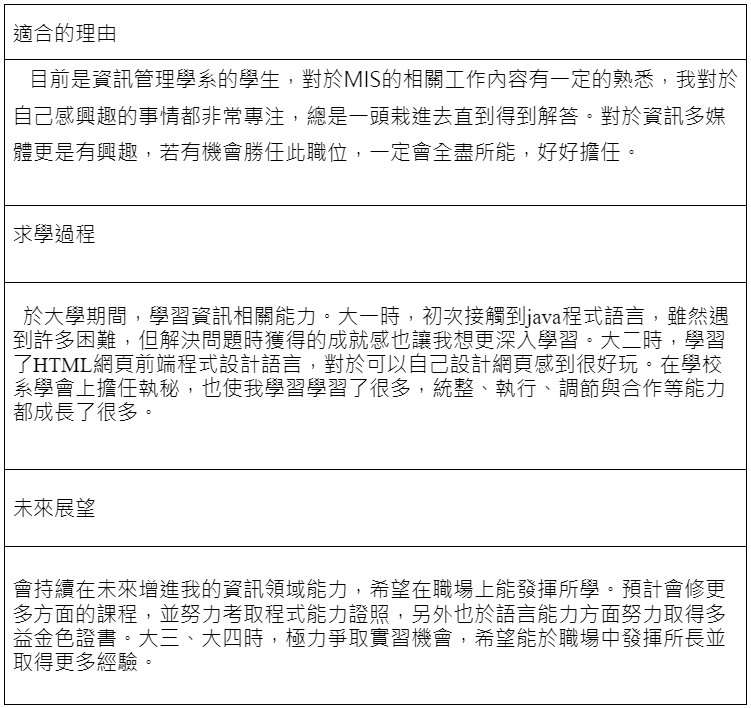 適合的理由
目前是資訊管理學系的學生，對於MIS的相關工作內容有一定的熟悉，我對於
自己感興趣的事情都非常專注，總是一頭栽進去直到得到解答。對於資訊多媒
體更是有興趣，若有機會勝任此職位，一定會全盡所能，好好擔任。
求學過程
於大學期間，學習資訊相關能力。大一時，初次接觸到java程式語言，雖然遇
到許多困難，但解決問題時獲得的成就感也讓我想更深入學習。大二時，學習
了HTML網頁前端程式設計語言，對於可以自己設計網頁感到很好玩。在學校
系學會上擔任執秘，也使我學習學習了很多，統整、執行、調節與合作等能力
都成長了很多。
未來展望
會持續在未來增進我的資訊領域能力，希望在職場上能發揮所學。預計會修更
多方面的課程，並努力考取程式能力證照，另外也於語言能力方面努力取得多
益金色證書。大三、大四時，極力爭取實習機會，希望能於職場中發揮所長並
取得更多經驗。